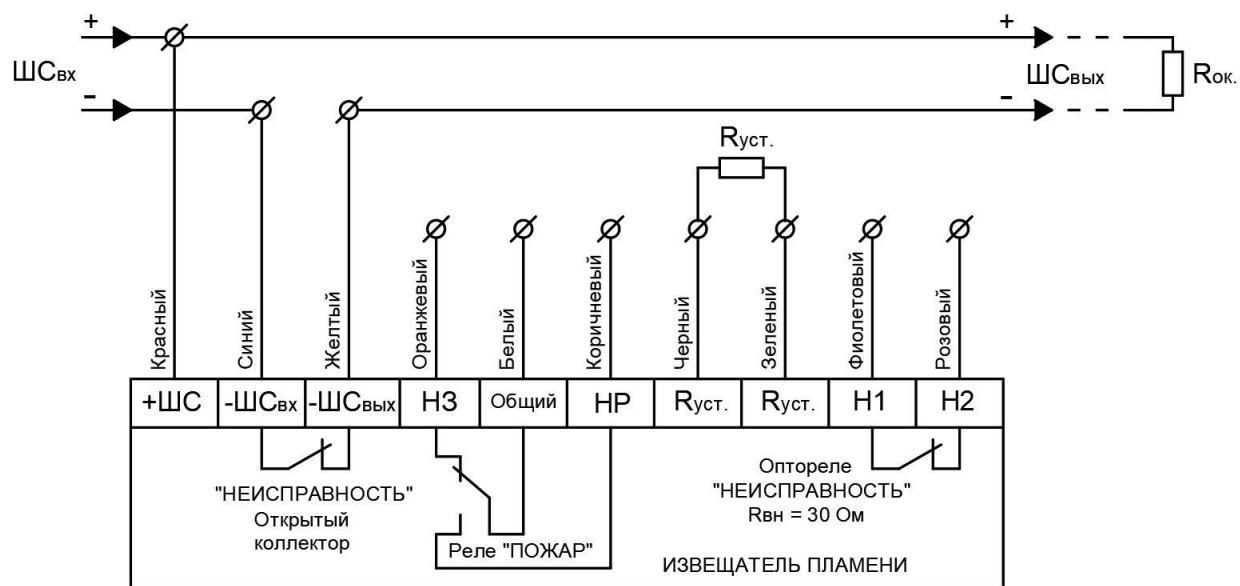 +
+
ШСвх
ШСвых
Rок.
-
-
Rуст.
Красный
Синий
Желтый
Оранжевый
Белый
Коричневый
Черный
Зеленый
Фиолетовый
Розовый
+ШС
-ШСвх
-ШСвых
НЗ
Общий
НР
Rуст.
Rуст.
Н1
Н2
"НЕИСПРАВНОСТЬ"
Открытый
коллектор
Реле "ПОЖАР"
Оптореле
"НЕИСПРАВНОСТЬ"
Rвн = 30 Ом
ИЗВЕЩАТЕЛЬ ПЛАМЕНИ